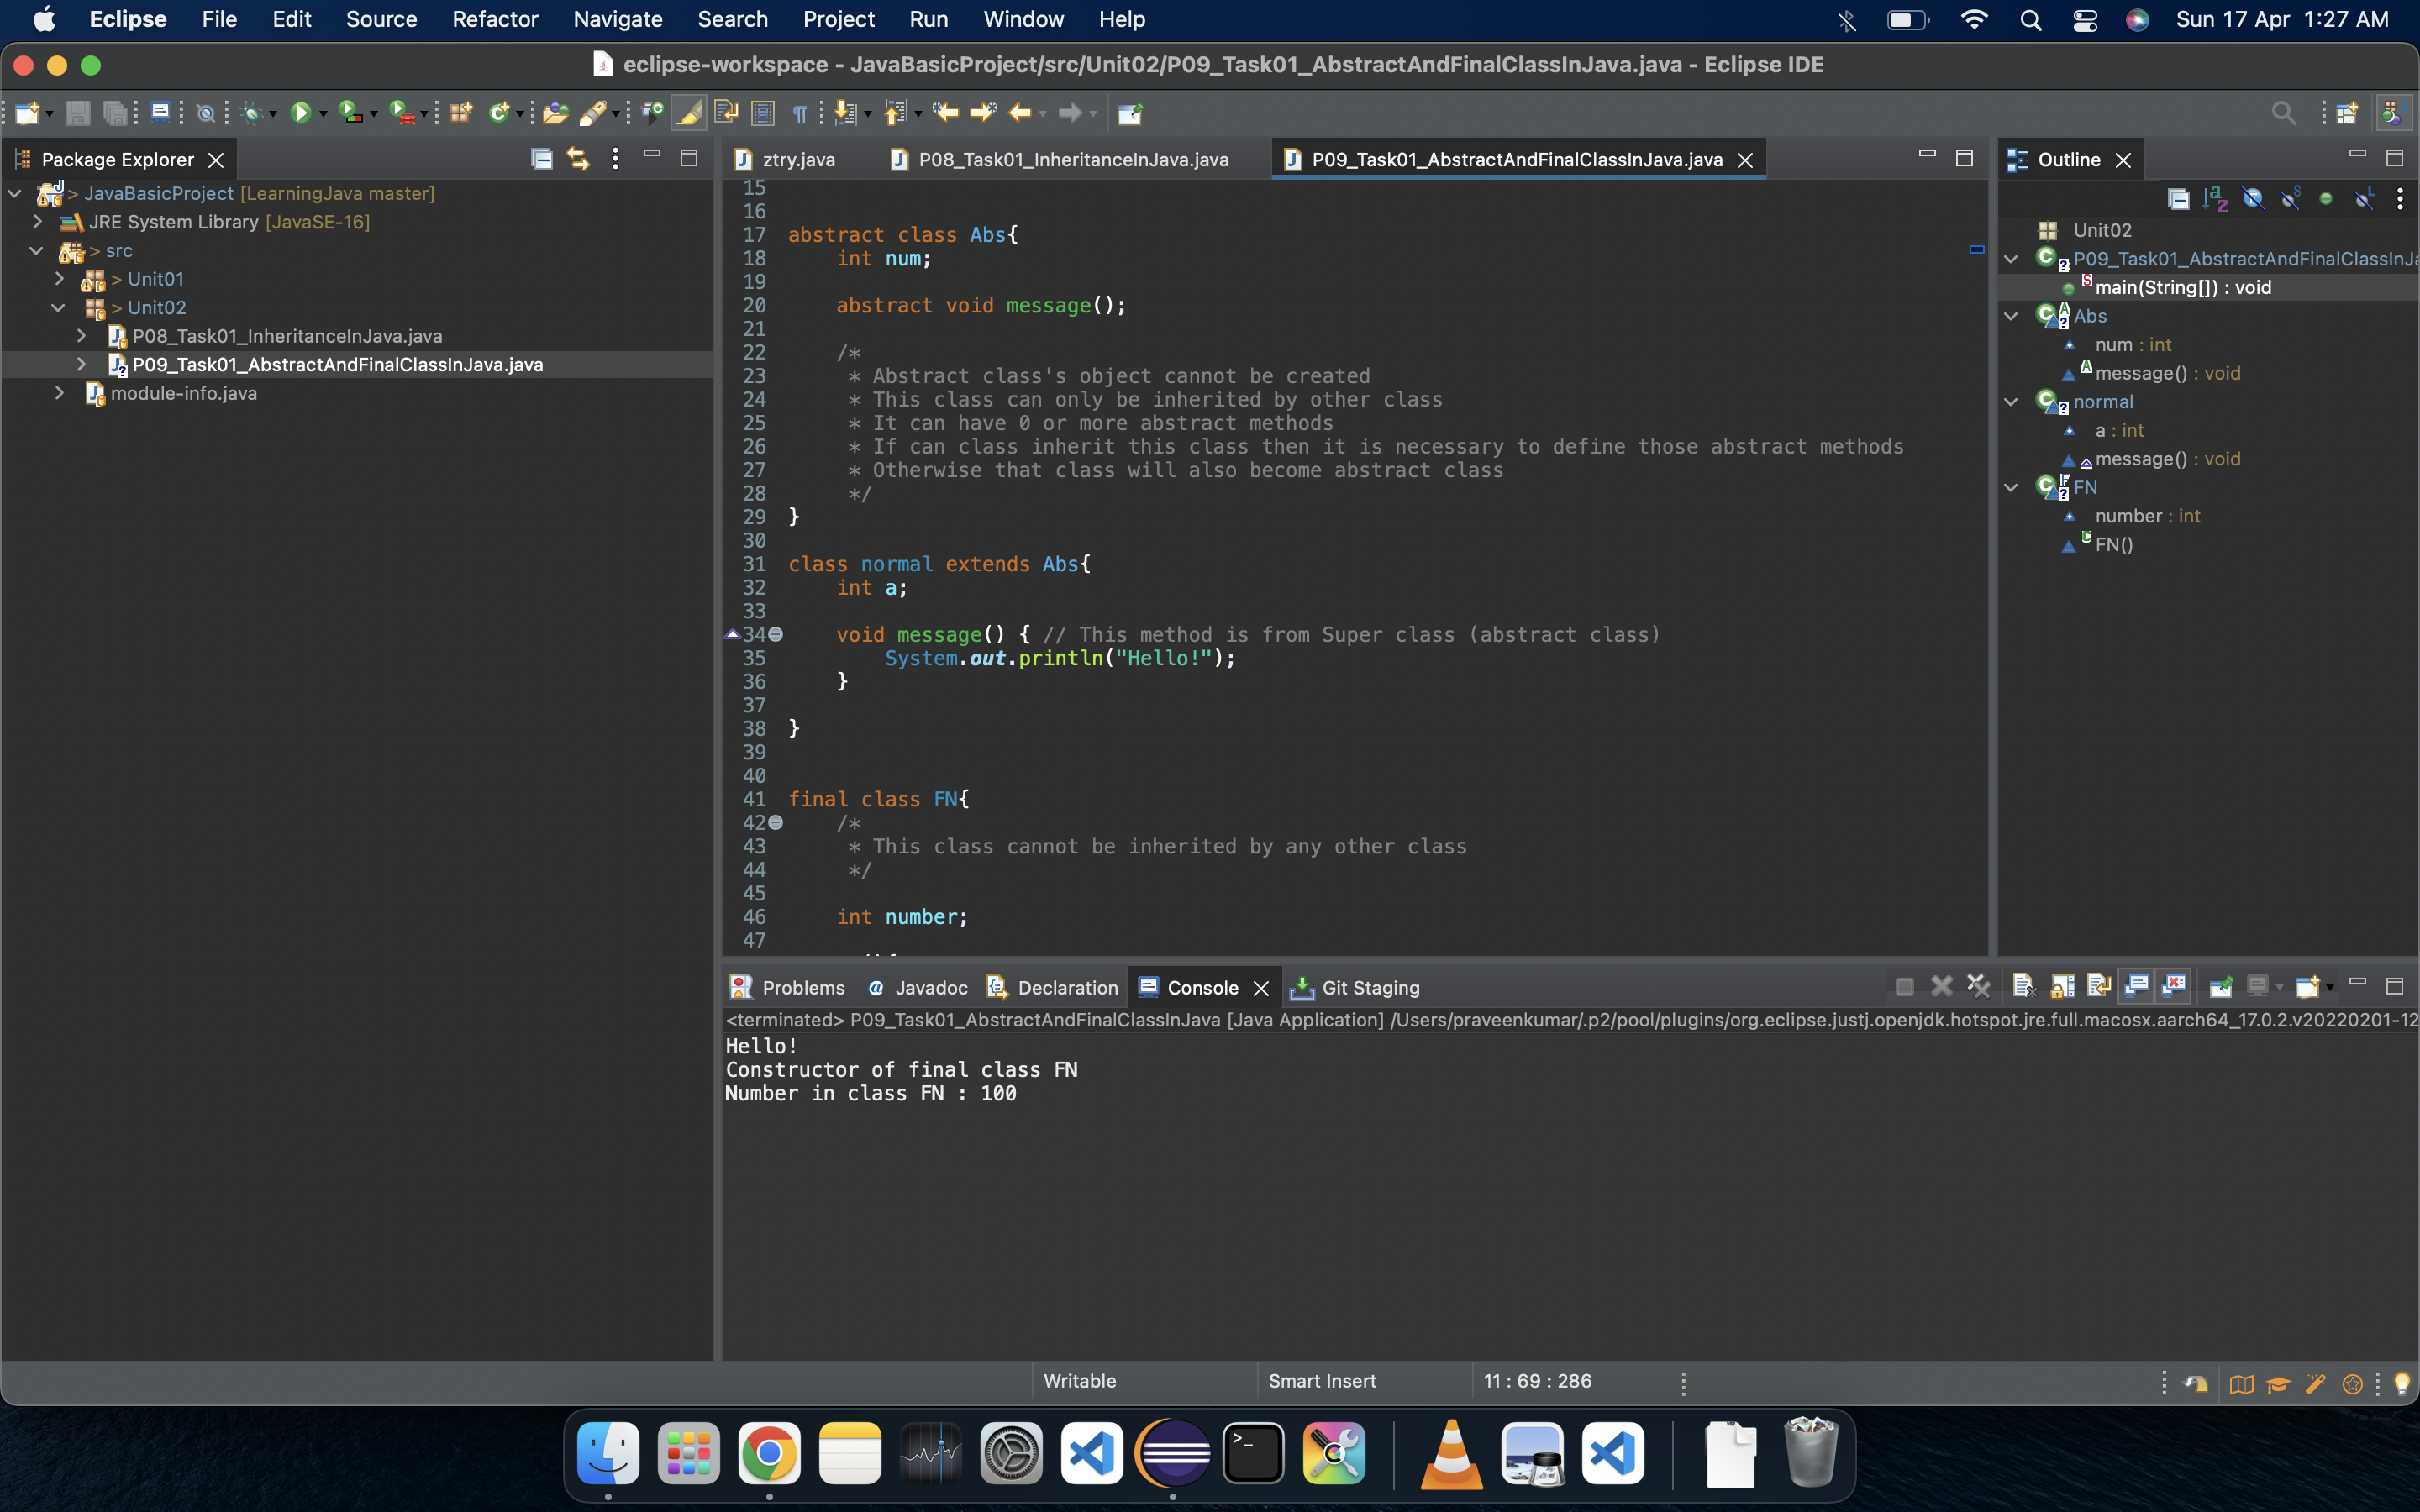 Eclipse File Edit Source Refactor Navigate Search Project Run Window Help Sun 17 Apr 1:27 AM
eclipse-workspace - JavaBasicProject/src/Unit02/P09_Task01_AbstractAndFinalClassInJava.java - Eclipse IDE
Package Explorer
> JavaBasicProject [LearningJava master]
JRE System Library [JavaSE-16]
> src
> Unit01
> Unit02
P08_Task01_InheritanceInJava.java
P09_Task01_AbstractAndFinalClassInJava.java
module-info.java
ztry.java P08_Task01_InheritanceInJava.java P09_Task01_AbstractAndFinalClassInJava.java
15
16
17 abstract class Abs{
18 int num;
19
20 abstract void message();
21
22 /*
23 * Abstract class's object cannot be created
24 * This class can only be inherited by other class
25 * It can have 0 or more abstract methods
26 * If can class inherit this class then it is necessary to define those abstract methods
27 * Otherwise that class will also become abstract class
28 */
29 }
30
31 class normal extends Abs{
32 int a;
33
34 void message() { // This method is from Super class (abstract class)
35 System.out.println("Hello!");
36 }
37
38 }
39
40
41 final class FN{
42 /*
43 * This class cannot be inherited by any other class
44 */
45
46 int number;
47
Outline
Unit02
P09_Task01_AbstractAndFinalClassInJa
main(String[]) : void
Abs
num : int
message() : void
normal
a : int
message() : void
FN
number : int
FN()
Problems Javadoc Declaration Console Git Staging
<terminated> P09_Task01_AbstractAndFinalClassInJava [Java Application] /Users/praveenkumar/.p2/pool/plugins/org.eclipse.justj.openjdk.hotspot.jre.full.macosx.aarch64_17.0.2.v20220201-12
Hello!
Constructor of final class FN
Number in class FN : 100
Writable Smart Insert 11 : 69 : 286